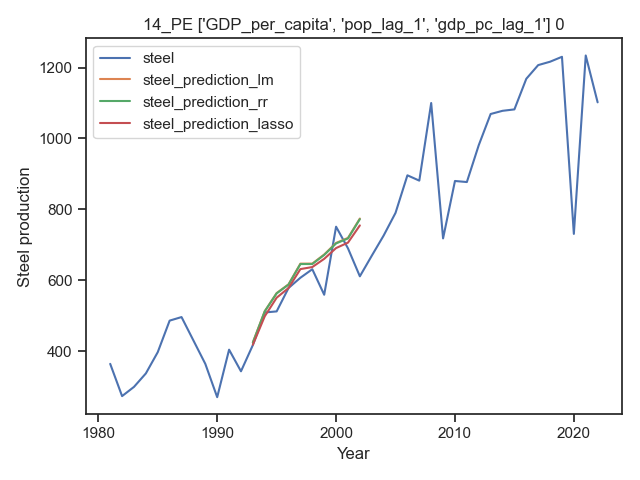 14_PE ['GDP_per_capita', 'pop_lag_1', 'gdp_pc_lag_1'] 0
steel
steel_prediction_lm
steel_prediction_rr
steel_prediction_lasso
Steel production
1200
1000
800
600
400
1980 1990 2000 2010 2020
Year